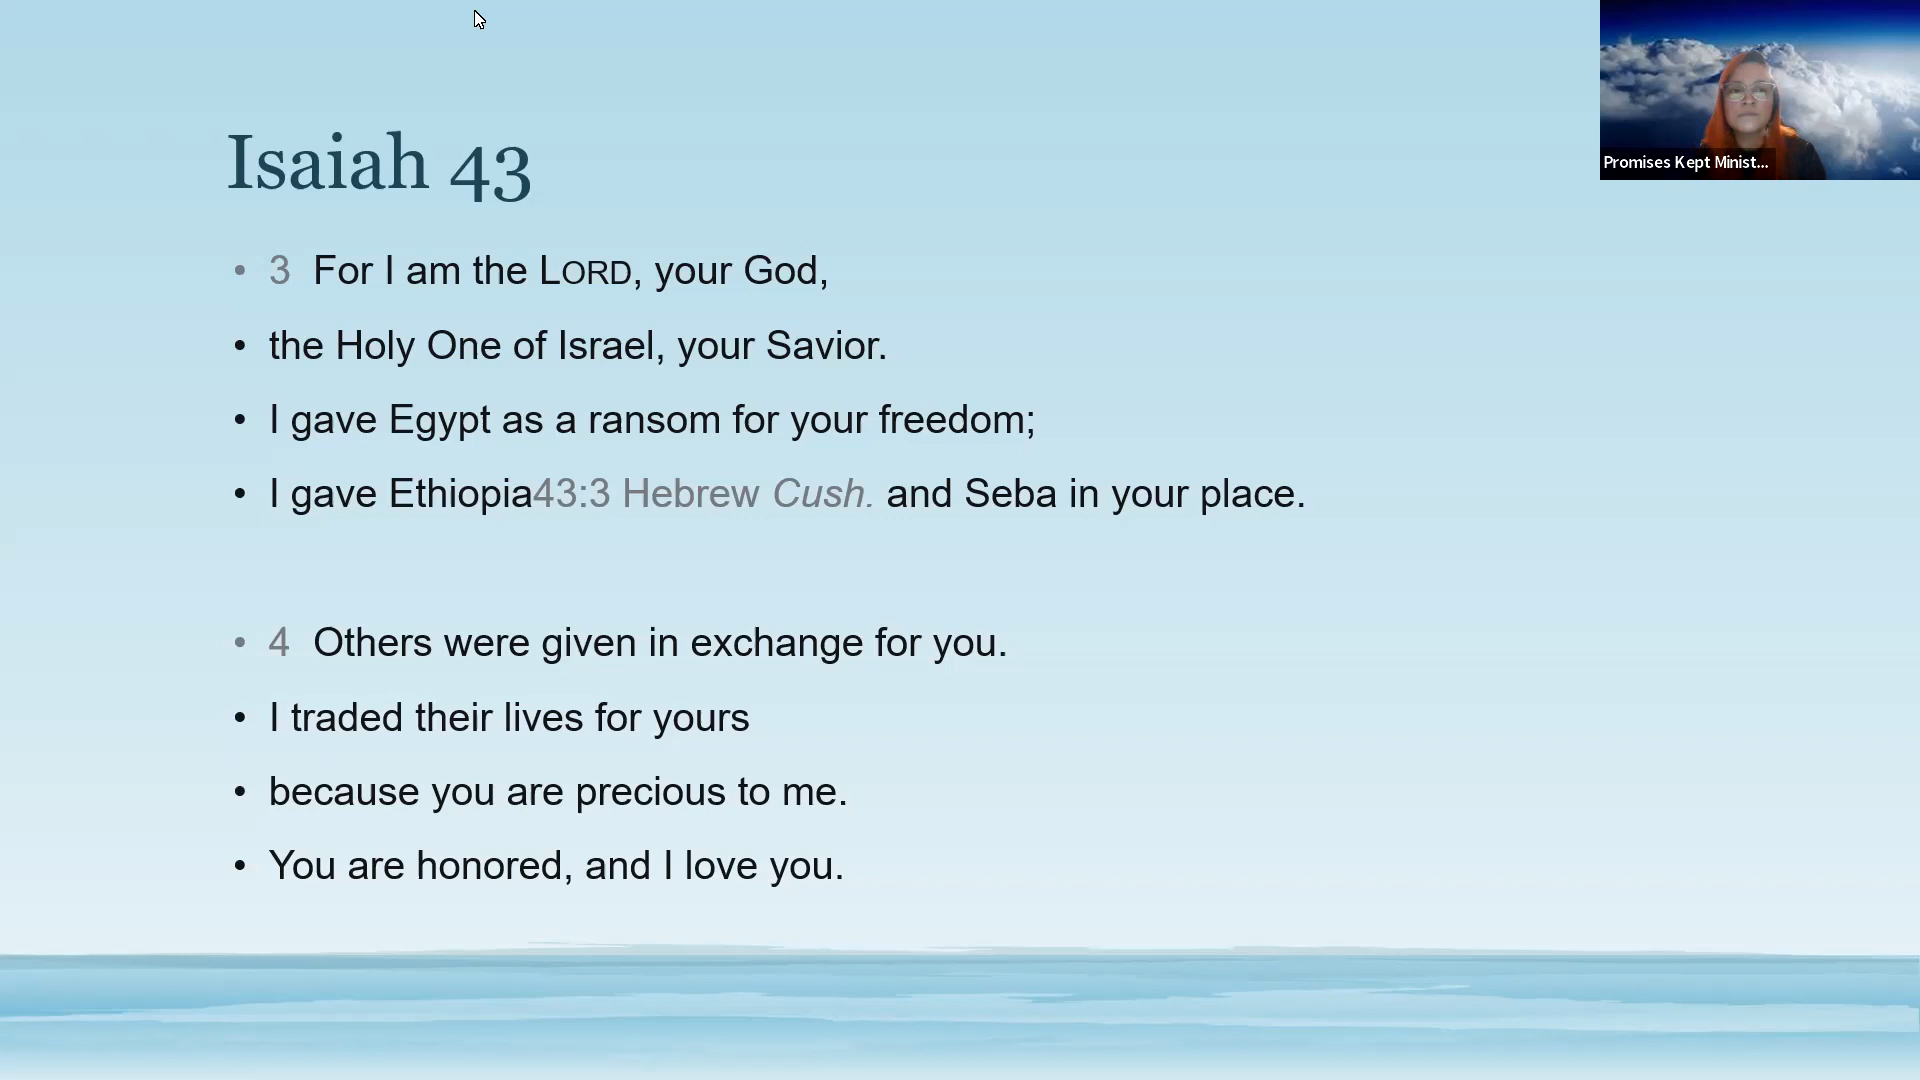 Isaiah 43
• 3 For I am the LORD, your God,
• the Holy One of Israel, your Savior.
• I gave Egypt as a ransom for your freedom;
• I gave Ethiopia43:3 Hebrew Cush. and Seba in your place.
• 4 Others were given in exchange for you.
• I traded their lives for yours
• because you are precious to me.
• You are honored, and I love you.
Promises Kept Minist...